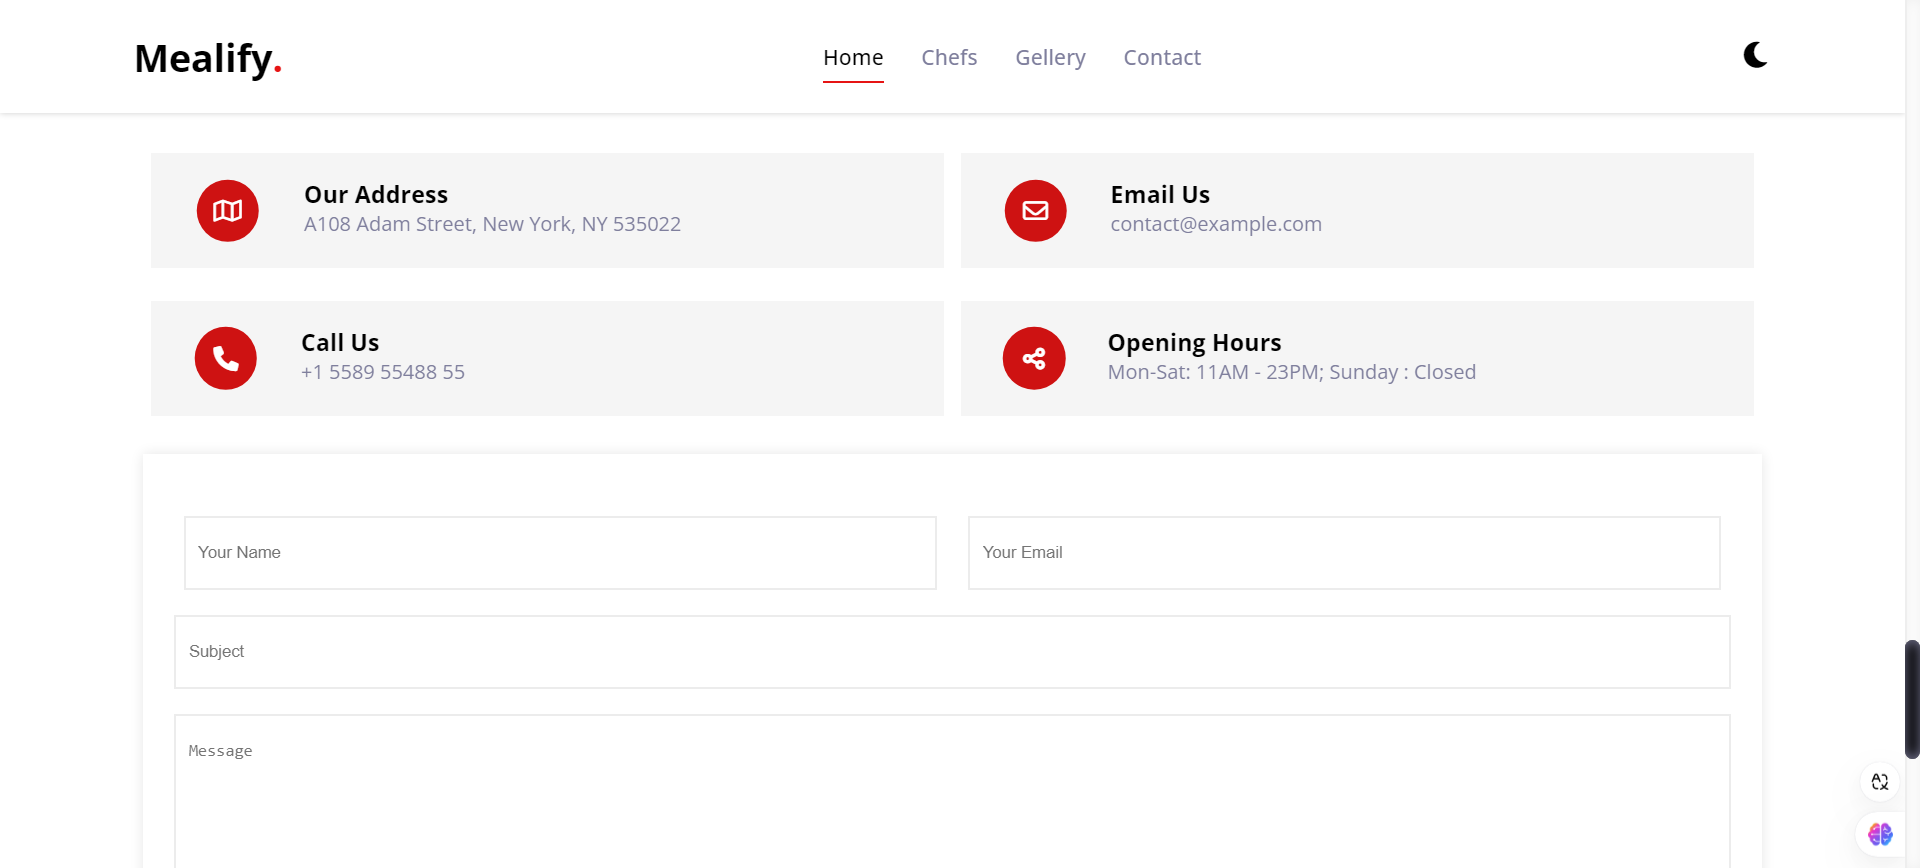 Mealify.
Home Chefs Gellery Contact
Our Address
A108 Adam Street, New York, NY 535022
Email Us
contact@example.com
Call Us
+1 5589 55488 55
Opening Hours
Mon-Sat: 11AM - 23PM; Sunday : Closed
Your Name
Your Email
Subject
Message